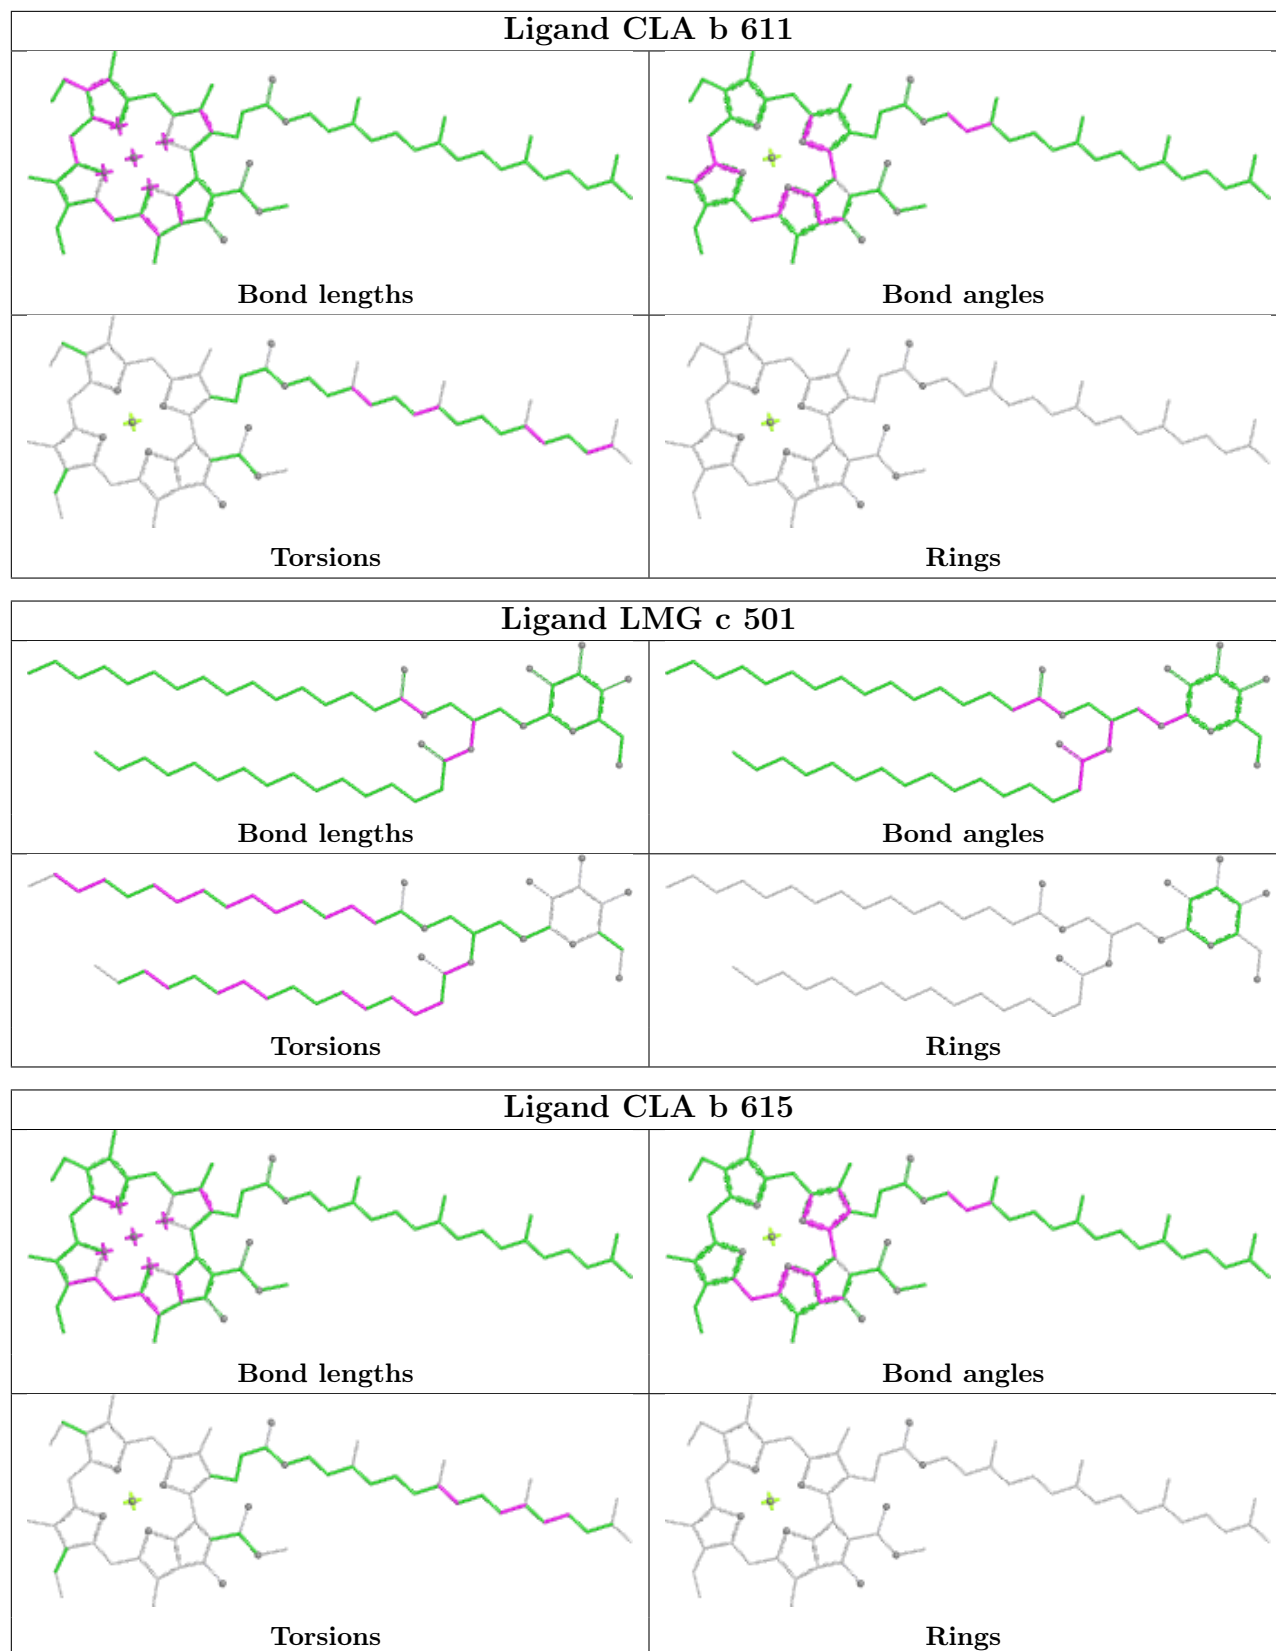 Ligand CLA b 611
Bond lengths
Bond angles
Torsions
Rings
Ligand LMG c 501
Bond lengths
Bond angles
Torsions
Rings
Ligand CLA b 615
Bond lengths
Bond angles
Torsions
Rings